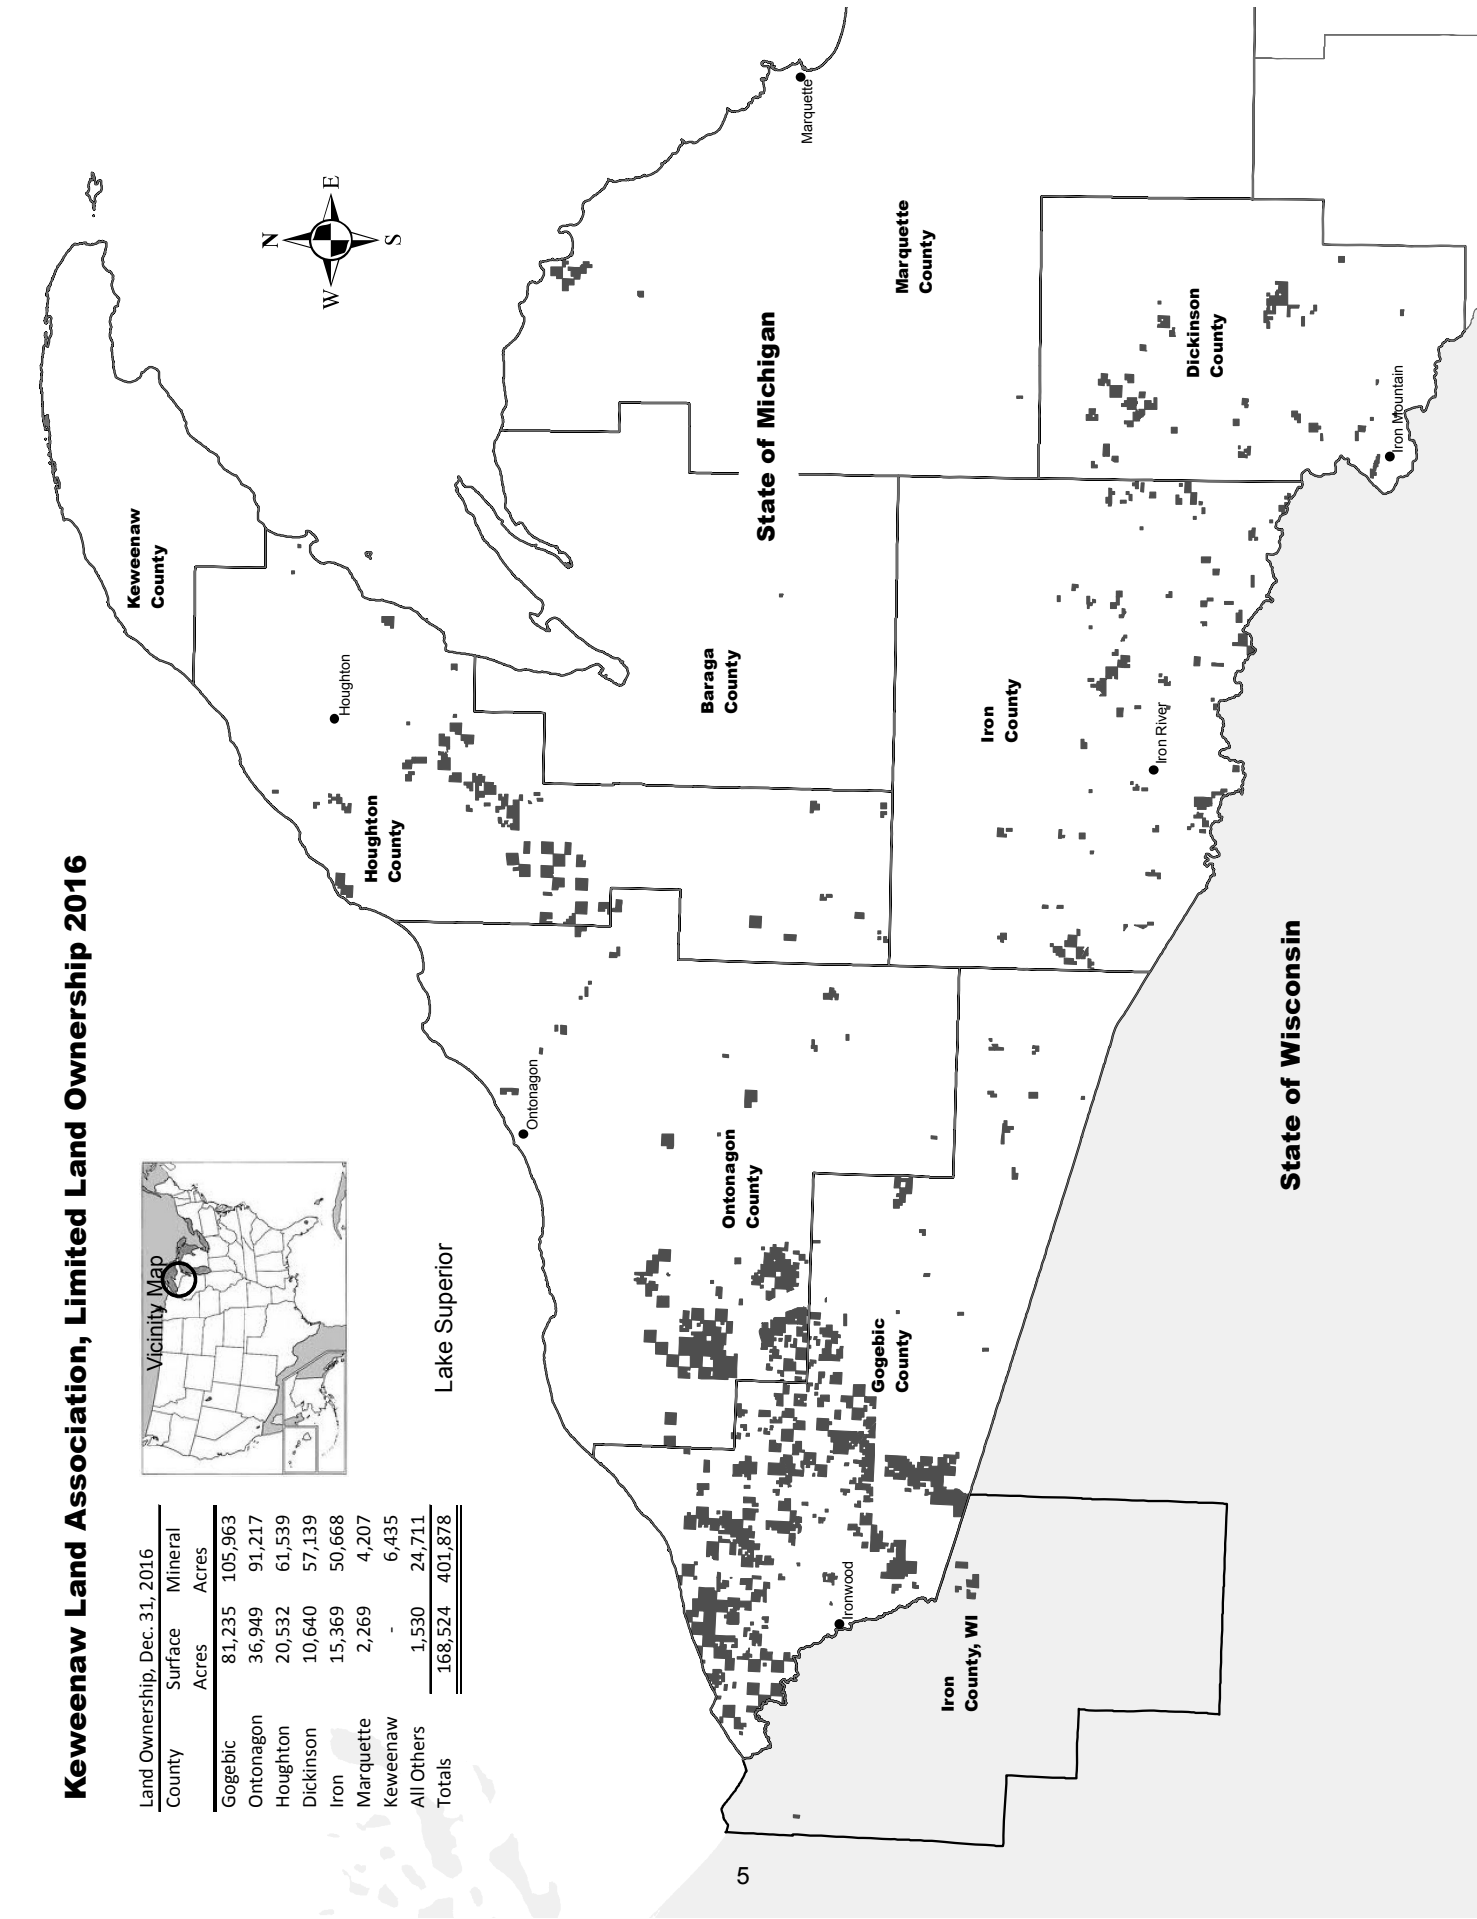 Keweenaw Land Association, Limited Land Ownership 2016
Land Ownership, Dec. 31, 2016
County Surface Acres Mineral Acres
Gogebic 81,235 105,963
Ontonagon 36,949 91,217
Houghton 20,532 61,539
Dickinson 10,640 57,139
Iron 15,369 50,668
Marquette 2,269 4,207
Keweenaw - 6,435
All Others 1,530 24,711
Totals 168,524 401,878
Vicinity Map
Lake Superior
N
W
E
S
Keweenaw
County
Houghton
Houghton
County
Ontonagon
Ontonagon
County
Baraga
County
State of Michigan
Marquette
Marquette
County
Gogebic
County
Ironwood
Iron
County
Iron River
Dickinson
County
Iron Mountain
Iron
County, WI
State of Wisconsin
5